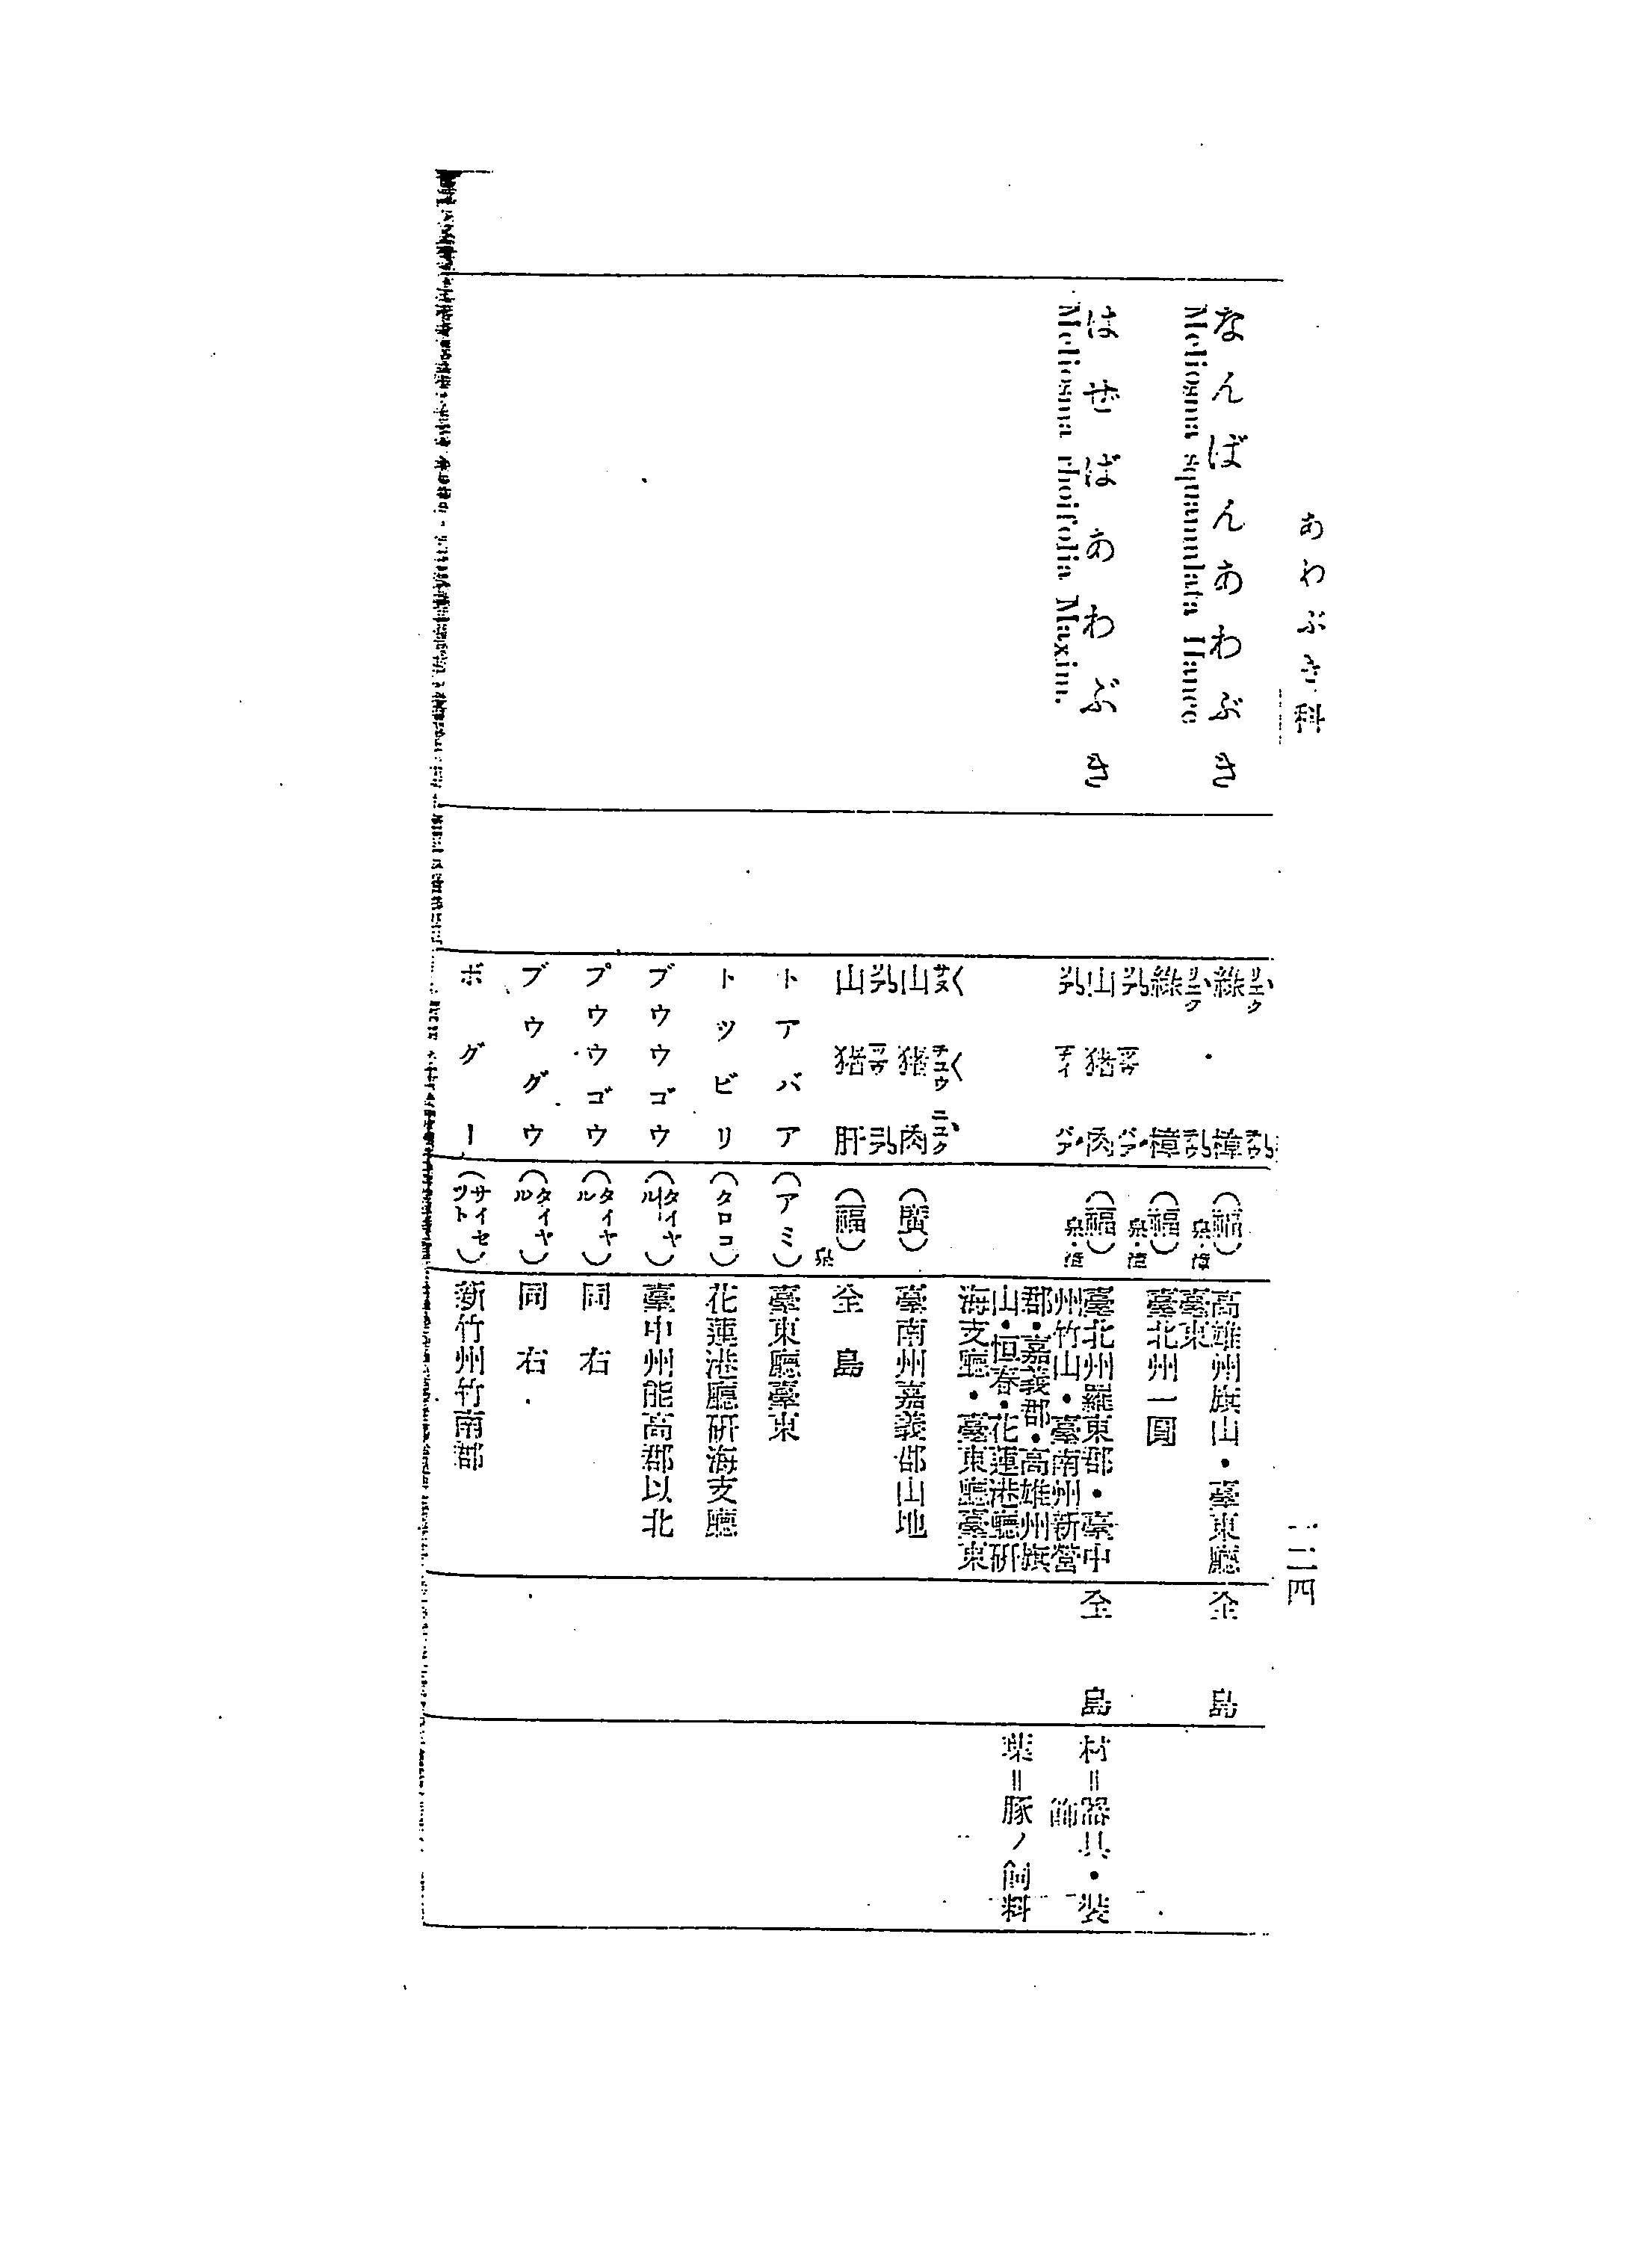 あわぶき科
二二四
なんばんあわぶき
Meliosma squamulata Hance
綠樟
(福)
泉・漳
高雄州旗山・臺東廳
臺東
全島
綠樟
(福)
泉・漳
臺北州一圓
はぜばあわぶき
Meliosma rhoifolia Maxim.
山猪肉
(福)
泉・漳
臺北州羅東郡・臺中
州竹山・臺南州新營
郡・嘉義郡・高雄州旗
山・恒春・花蓮港廳硏
海支廳・臺東廳臺東
全島
材=器具・裝
飾
葉=豚ノ飼料
山猪肉
(廣)
臺南州嘉義郡山地
山猪肝
(福)
泉
全島
トアバア
(アミ)
臺東廳臺東
トツビリ
(タロコ)
花蓮港廳硏海支廳
ブウウゴウ
(タイヤル)
臺中州能高郡以北
プウウゴウ
(タイヤル)
同右
ブウグウ
(タイヤル)
同右
ボグー
(サイセツト)
新竹州竹南郡